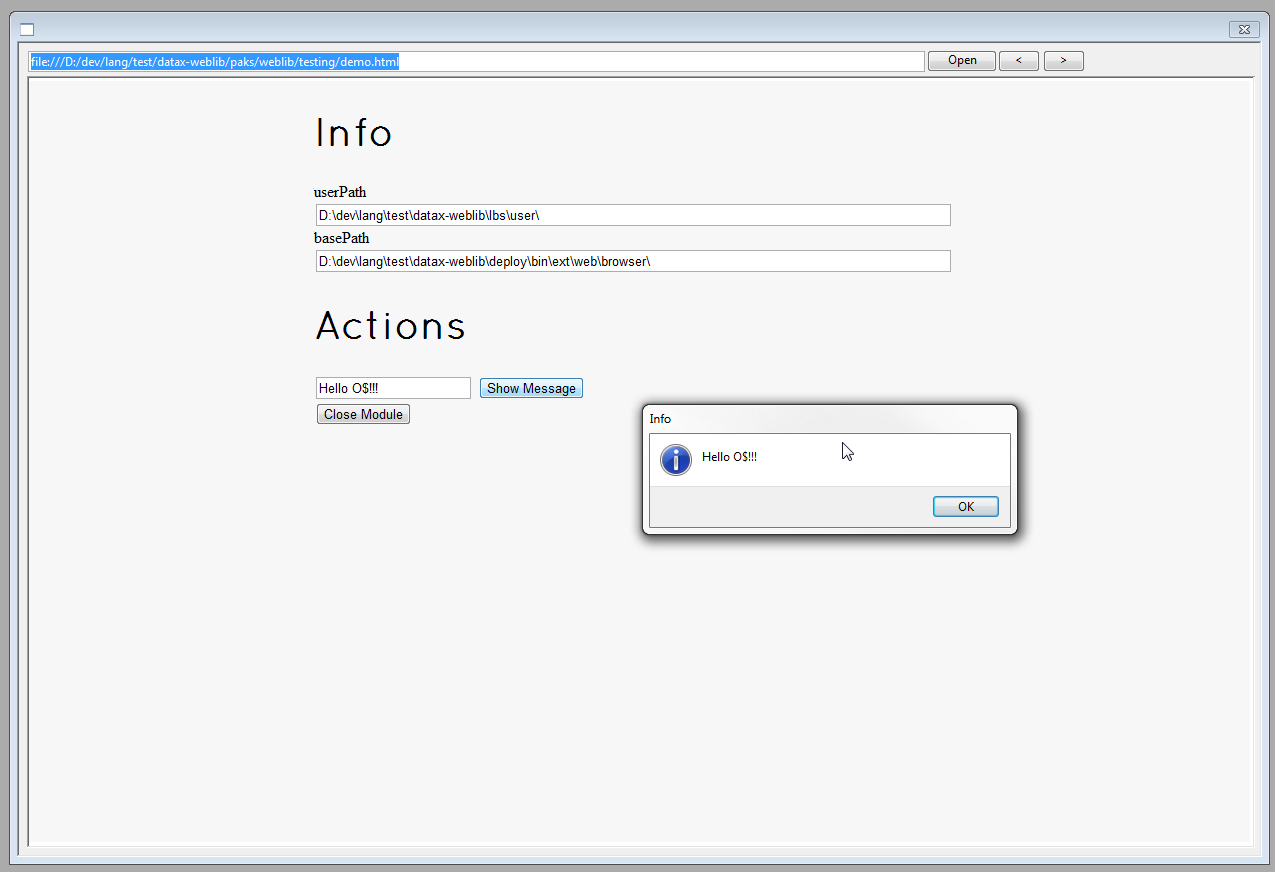 file:///D:/dev/lang/test/datax-weblib/paks/weblib/testing/demo.html Open < >
Info
userPath
D:\dev\lang\test\datax-weblib\lbs\user\
basePath
D:\dev\lang\test\datax-weblib\deploy\bin\ext\web\browser\
Actions
Hello O$!!! Show Message
Close Module
Info
Hello O$!!!
OK